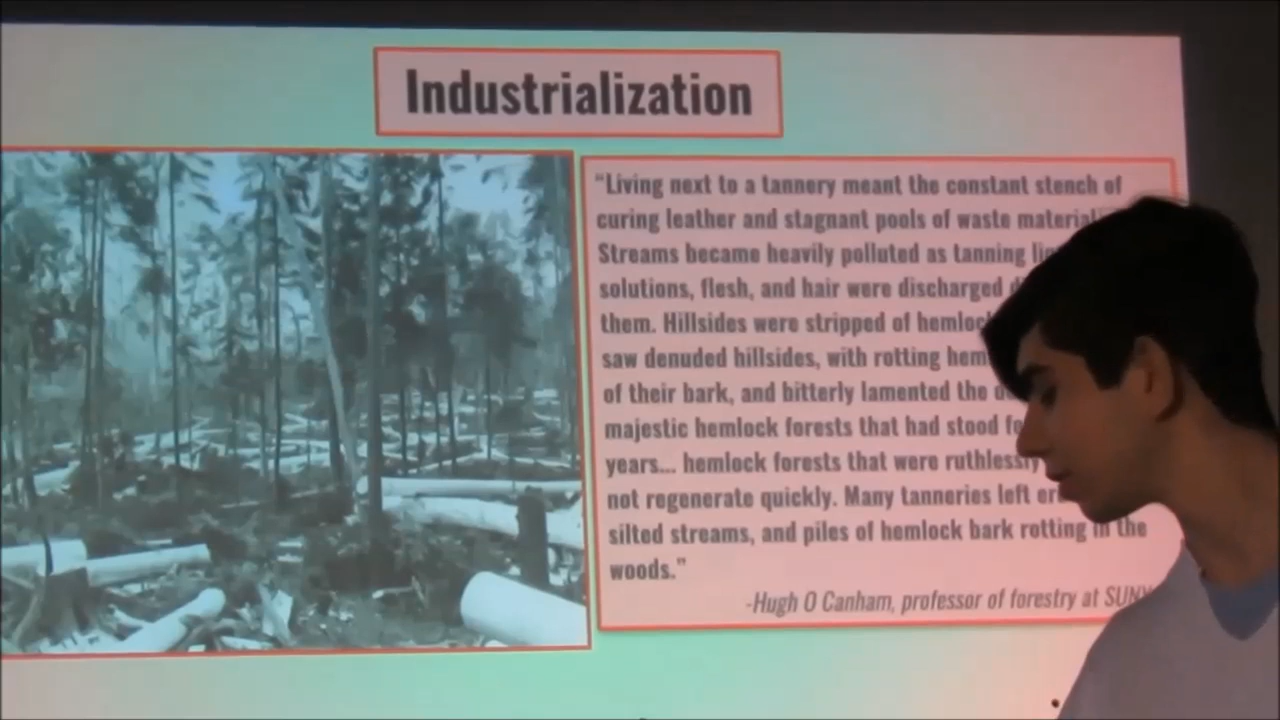 Industrialization
“Living next to a tannery meant the constant stench of
curing leather and stagnant pools of waste
Streams became heavily polluted as tanning
solutions, flesh, and hair were discharged
them. Hillsides were stripped of
saw denuded hillsides, with rotting
of their bark, and bitterly lamented the
majestic hemlock forests that had stood
years... hemlock forests that were ruthlessly
not regenerate quickly. Many tanneries left
silted streams, and piles of hemlock bark rotting in the
woods.”
-Hugh O Canham, professor of forestry at SUNY